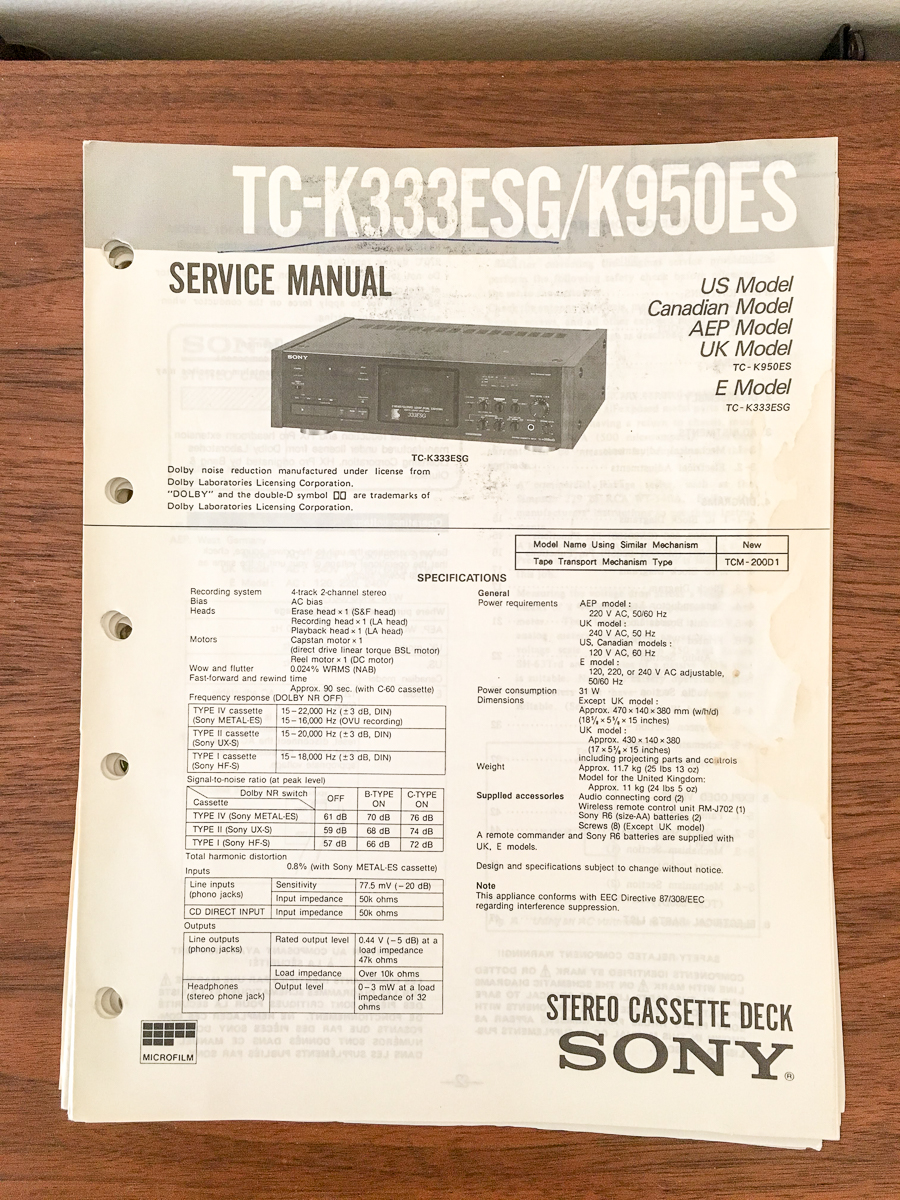 TC-K333ESG/K950ES
SERVICE MANUAL
US Model
Canadian Model
AEP Model
UK Model
TC-K950ES
E Model
TC-K333ESG
SONY
333ESG
TC-K333ESG
Dolby noise reduction manufactured under license from
Dolby Laboratories Licensing Corporation.
"DOLBY" and the double-D symbol are trademarks of
Dolby Laboratories Licensing Corporation.
Model Name Using Similar Mechanism New
Tape Transport Mechanism Type TCM-200D1
SPECIFICATIONS
Recording system 4-track 2-channel stereo
Bias AC bias
Heads Erase head × 1 (S&F head)
Recording head × 1 (LA head)
Playback head × 1 (LA head)
Motors Capstan motor × 1
(direct drive linear torque BSL motor)
Reel motor × 1 (DC motor)
Wow and flutter 0.024% WRMS (NAB)
Fast-forward and rewind time
Approx. 90 sec. (with C-60 cassette)
Frequency response (DOLBY NR OFF)
TYPE IV cassette 15–22,000 Hz (±3 dB, DIN)
(Sony METAL-ES) 15–16,000 Hz (OVU recording)
TYPE II cassette 15–20,000 Hz (±3 dB, DIN)
(Sony UX-S)
TYPE I cassette 15–18,000 Hz (±3 dB, DIN)
(Sony HF-S)
Signal-to-noise ratio (at peak level)
Dolby NR switch OFF B-TYPE ON C-TYPE ON
Cassette
TYPE IV (Sony METAL-ES) 61 dB 70 dB 76 dB
TYPE II (Sony UX-S) 59 dB 68 dB 74 dB
TYPE I (Sony HF-S) 57 dB 66 dB 72 dB
Total harmonic distortion
0.8% (with Sony METAL-ES cassette)
Inputs
Line inputs Sensitivity 77.5 mV (–20 dB)
(phono jacks) Input impedance 50k ohms
CD DIRECT INPUT Input impedance 50k ohms
Outputs
Line outputs Rated output level 0.44 V (–5 dB) at a
(phono jacks) load impedance
47k ohms
Load impedance Over 10k ohms
Headphones Output level 0–3 mW at a load
(stereo phone jack) impedance of 32
ohms
General
Power requirements AEP model :
220 V AC, 50/60 Hz
UK model :
240 V AC, 50 Hz
US, Canadian models :
120 V AC, 60 Hz
E model :
120, 220, or 240 V AC adjustable,
50/60 Hz
Power consumption 31 W
Dimensions Except UK model :
Approx. 470 × 140 × 380 mm (w/h/d)
(18 5/8 × 5 5/8 × 15 inches)
UK model :
Approx. 430 × 140 × 380
(17 × 5 5/8 × 15 inches)
including projecting parts and controls
Weight Approx. 11.7 kg (25 lbs 13 oz)
Model for the United Kingdom:
Approx. 11 kg (24 lbs 5 oz)
Supplied accessories Audio connecting cord (2)
Wireless remote control unit RM-J702 (1)
Sony R6 (size-AA) batteries (2)
Screws (8) (Except UK model)
A remote commander and Sony R6 batteries are supplied with
UK, E models.
Design and specifications subject to change without notice.
Note
This appliance conforms with EEC Directive 87/308/EEC
regarding interference suppression.
MICROFILM
STEREO CASSETTE DECK
SONY®